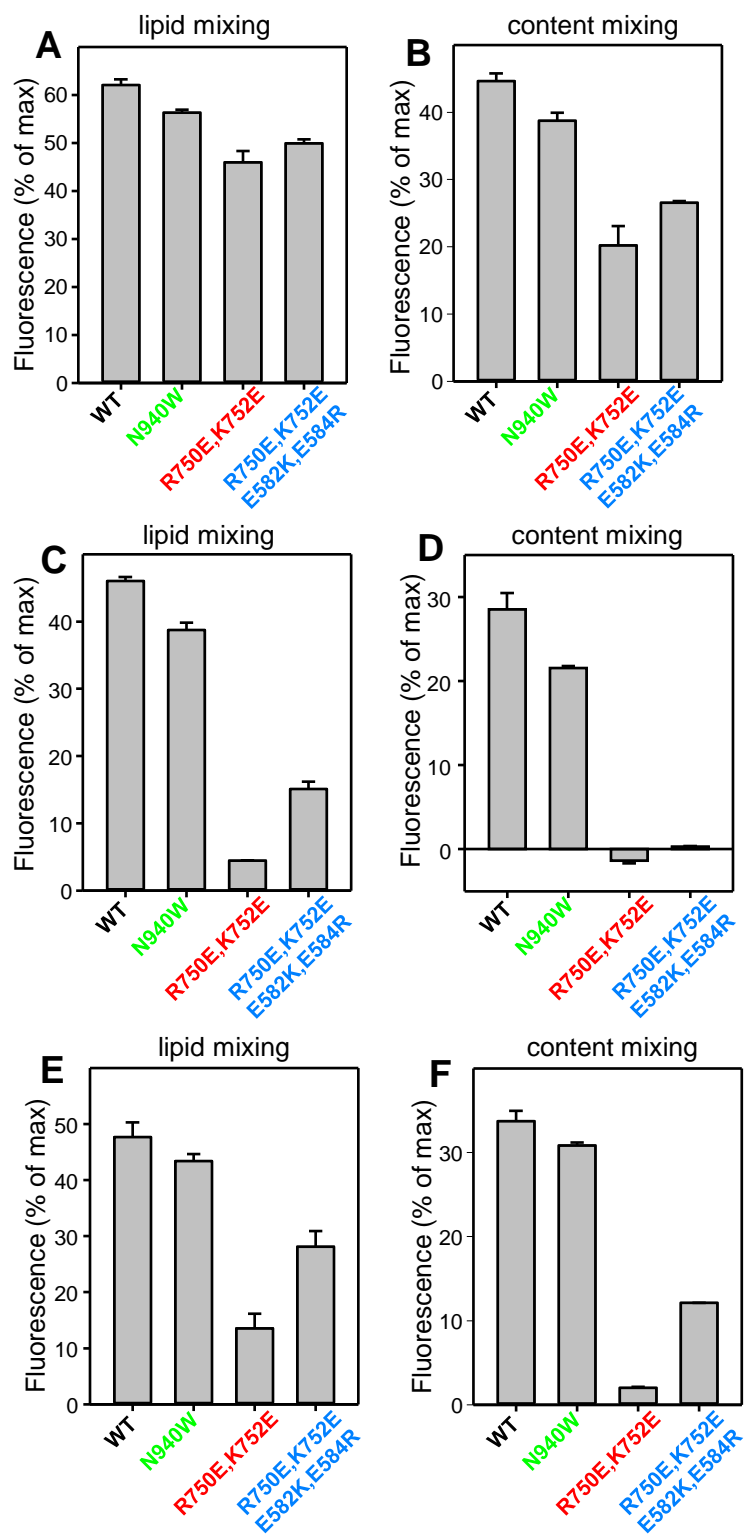 A
lipid mixing
Fluorescence (% of max)
60
50
40
30
20
10
0
WT
N940W
R750E,K752E
R750E,K752E
E582K,E584R
B
content mixing
Fluorescence (% of max)
40
30
20
10
0
WT
N940W
R750E,K752E
R750E,K752E
E582K,E584R
C
lipid mixing
Fluorescence (% of max)
40
30
20
10
0
WT
N940W
R750E,K752E
R750E,K752E
E582K,E584R
D
content mixing
Fluorescence (% of max)
30
20
10
0
WT
N940W
R750E,K752E
R750E,K752E
E582K,E584R
E
lipid mixing
Fluorescence (% of max)
50
40
30
20
10
0
WT
N940W
R750E,K752E
R750E,K752E
E582K,E584R
F
content mixing
Fluorescence (% of max)
30
20
10
0
WT
N940W
R750E,K752E
R750E,K752E
E582K,E584R